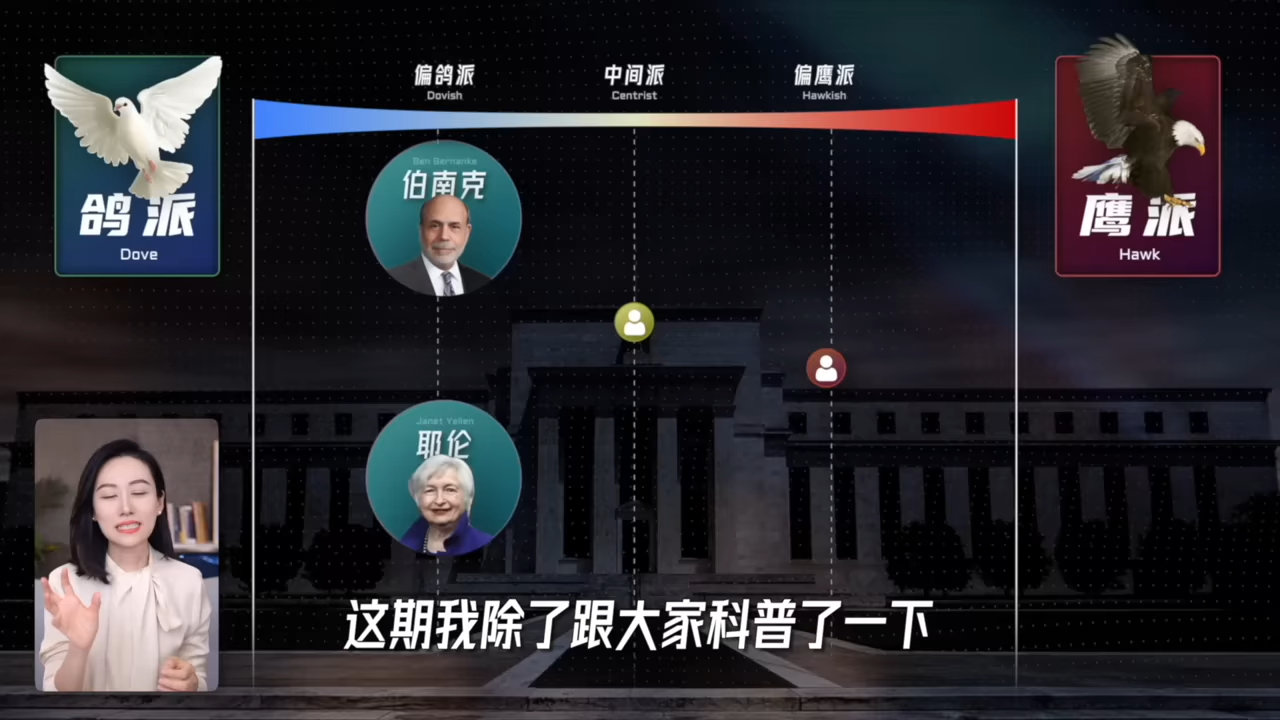 偏鸽派
Dovish
中间派
Centrist
偏鹰派
Hawkish
鸽派
Dove
鹰派
Hawk
Ben Bernanke
伯南克
Janet Yellen
耶伦
这期我除了跟大家科普了一下